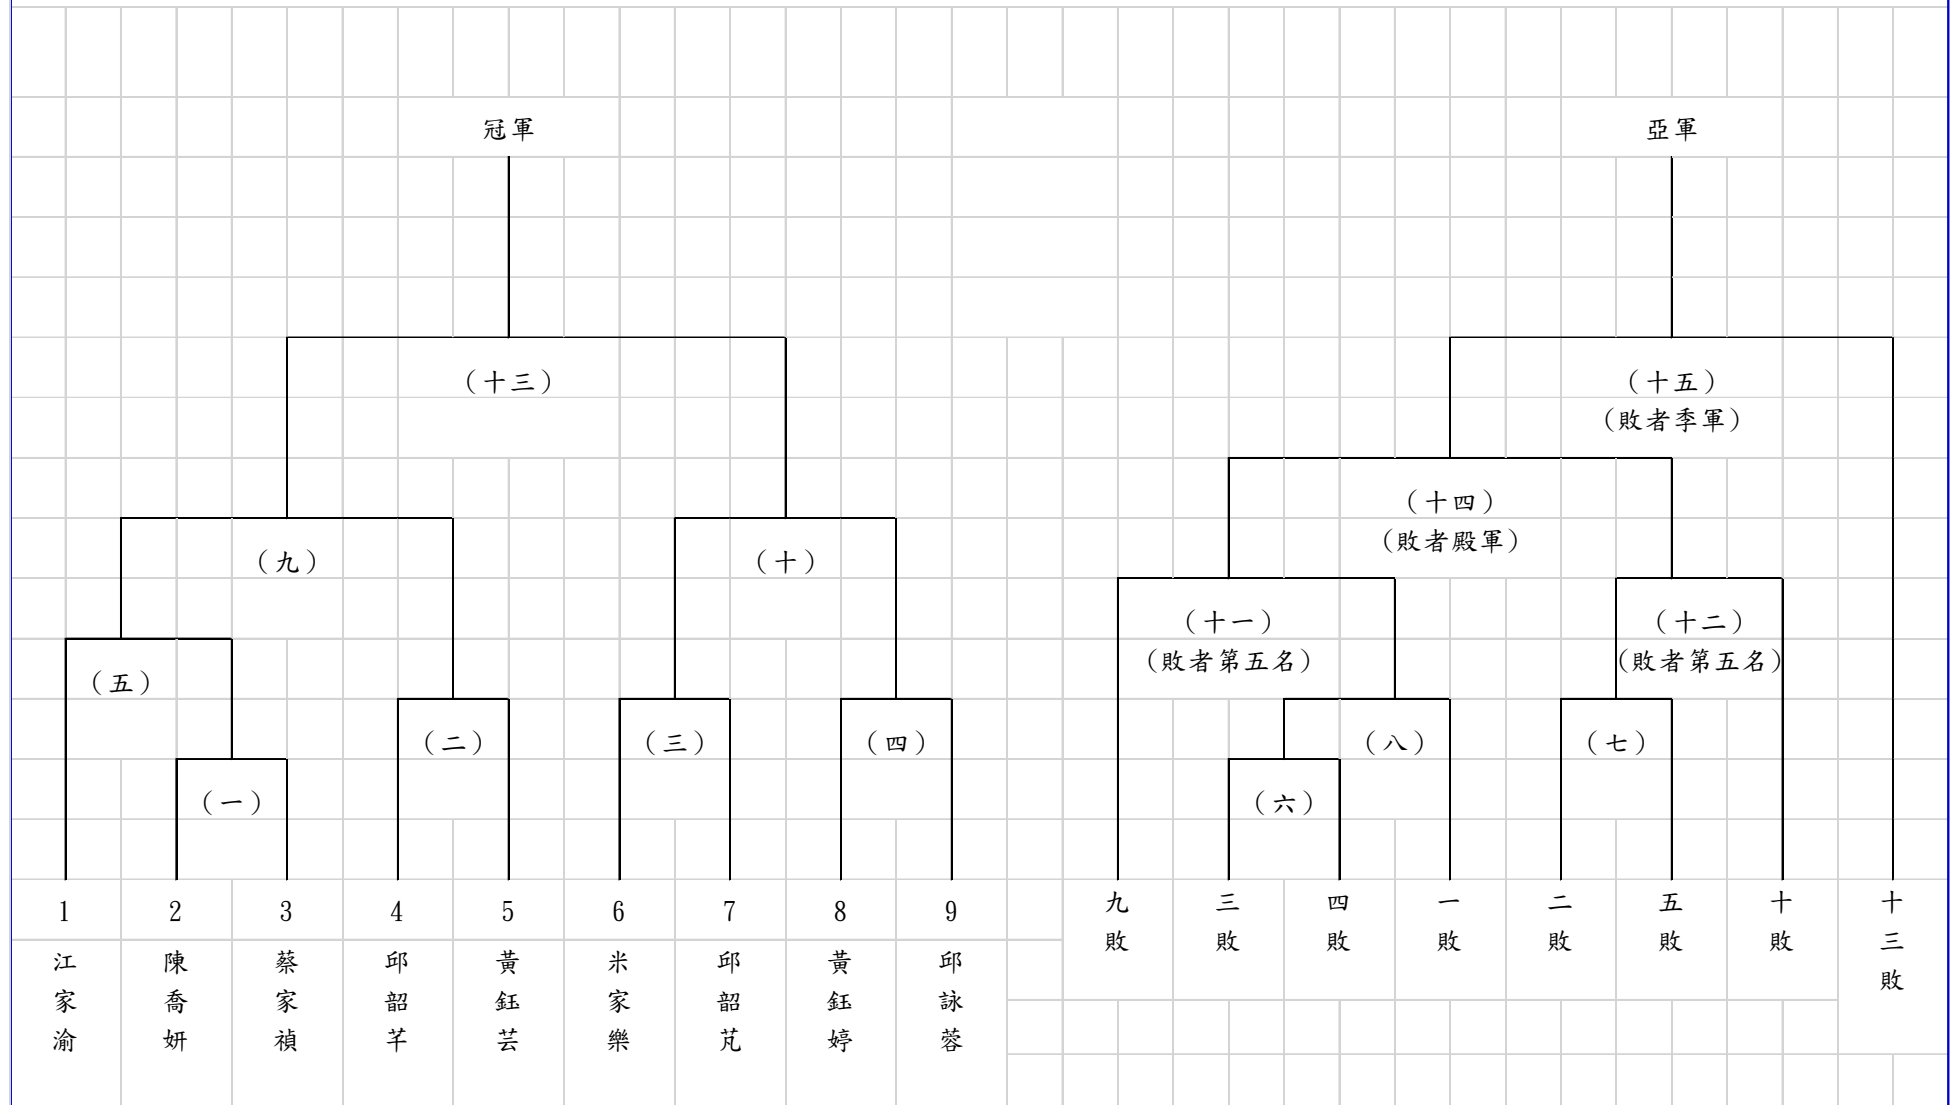 冠軍
亞軍
（十三）
（十五）
（敗者季軍）
（十四）
（敗者殿軍）
（九）
（十）
（十一）
（敗者第五名）
（十二）
（敗者第五名）
（五）
（二）
（三）
（四）
（八）
（七）
（一）
（六）
1
2
3
4
5
6
7
8
9
江家渝
陳喬妍
蔡家禎
邱韶芊
黃鈺芸
米家樂
邱韶芃
黃鈺婷
邱詠蓉
九敗
三敗
四敗
一敗
二敗
五敗
十敗
十三敗